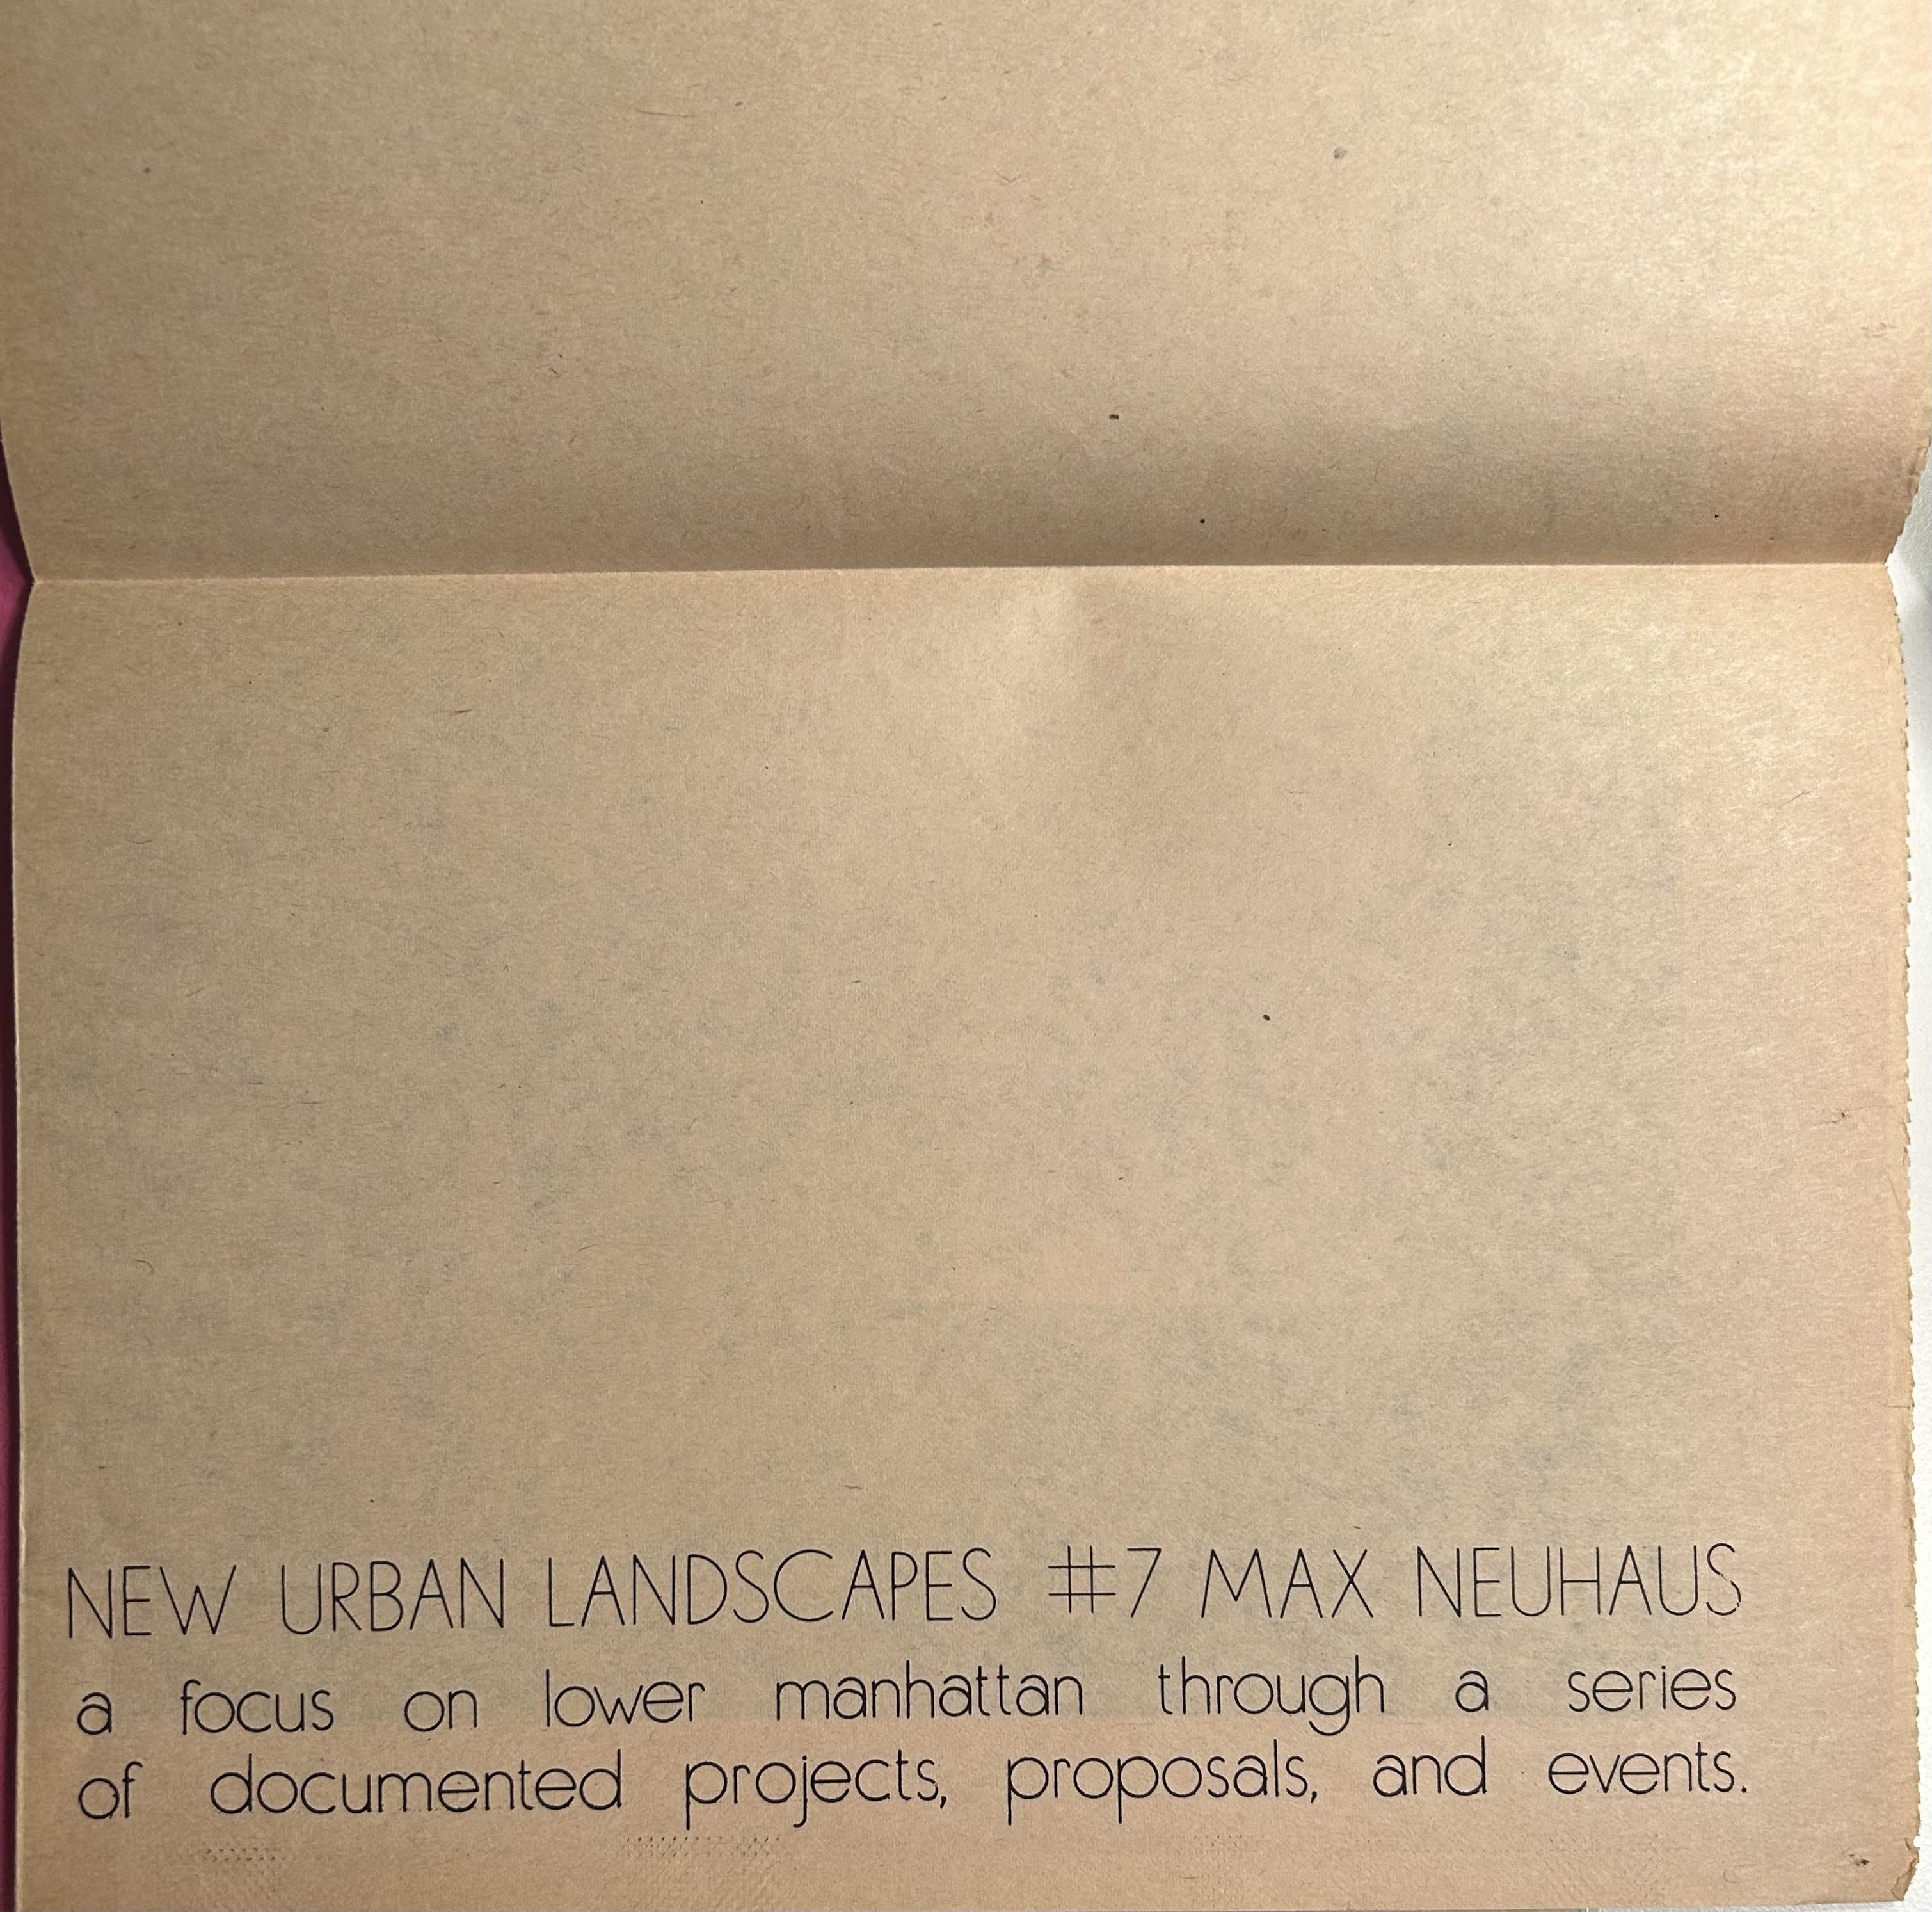 NEW URBAN LANDSCAPES #7 MAX NEUHAUS
a focus on lower manhattan through a series
of documented projects, proposals, and events.